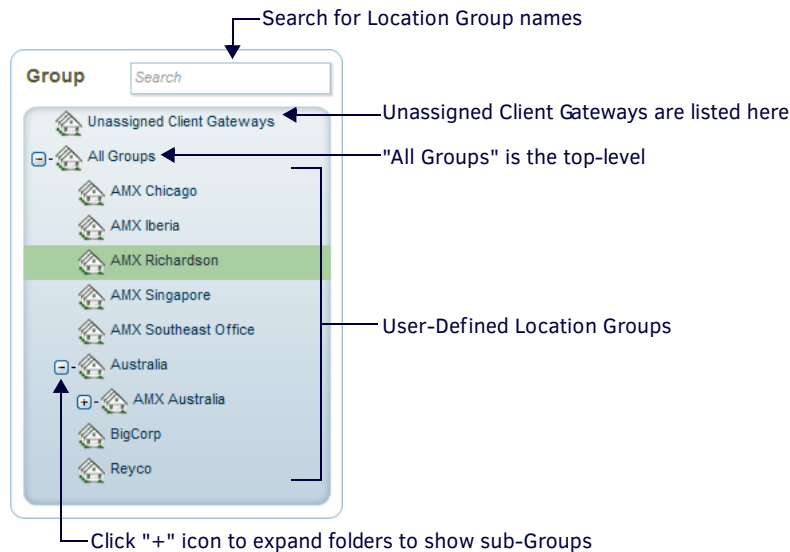 Search for Location Group names
Group
Search
Unassigned Client Gateways
Unassigned Client Gateways are listed here
All Groups
"All Groups" is the top-level
AMX Chicago
AMX Iberia
AMX Richardson
AMX Singapore
AMX Southeast Office
User-Defined Location Groups
Australia
AMX Australia
BigCorp
Reyco
Click "+" icon to expand folders to show sub-Groups